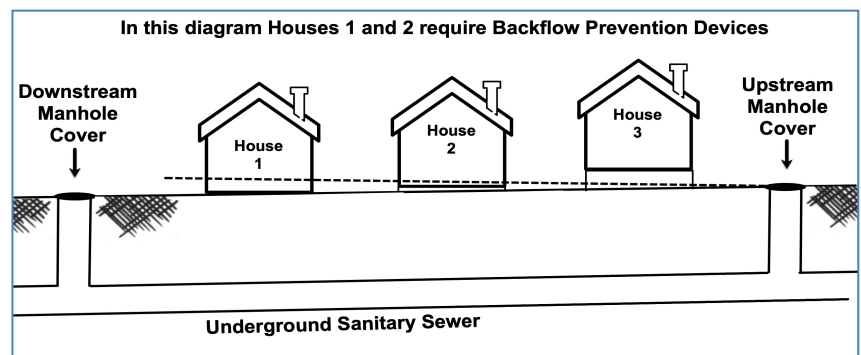 In this diagram Houses 1 and 2 require Backflow Prevention Devices
Downstream
Manhole
Cover
House
1
House
2
House
3
Upstream
Manhole
Cover
Underground Sanitary Sewer